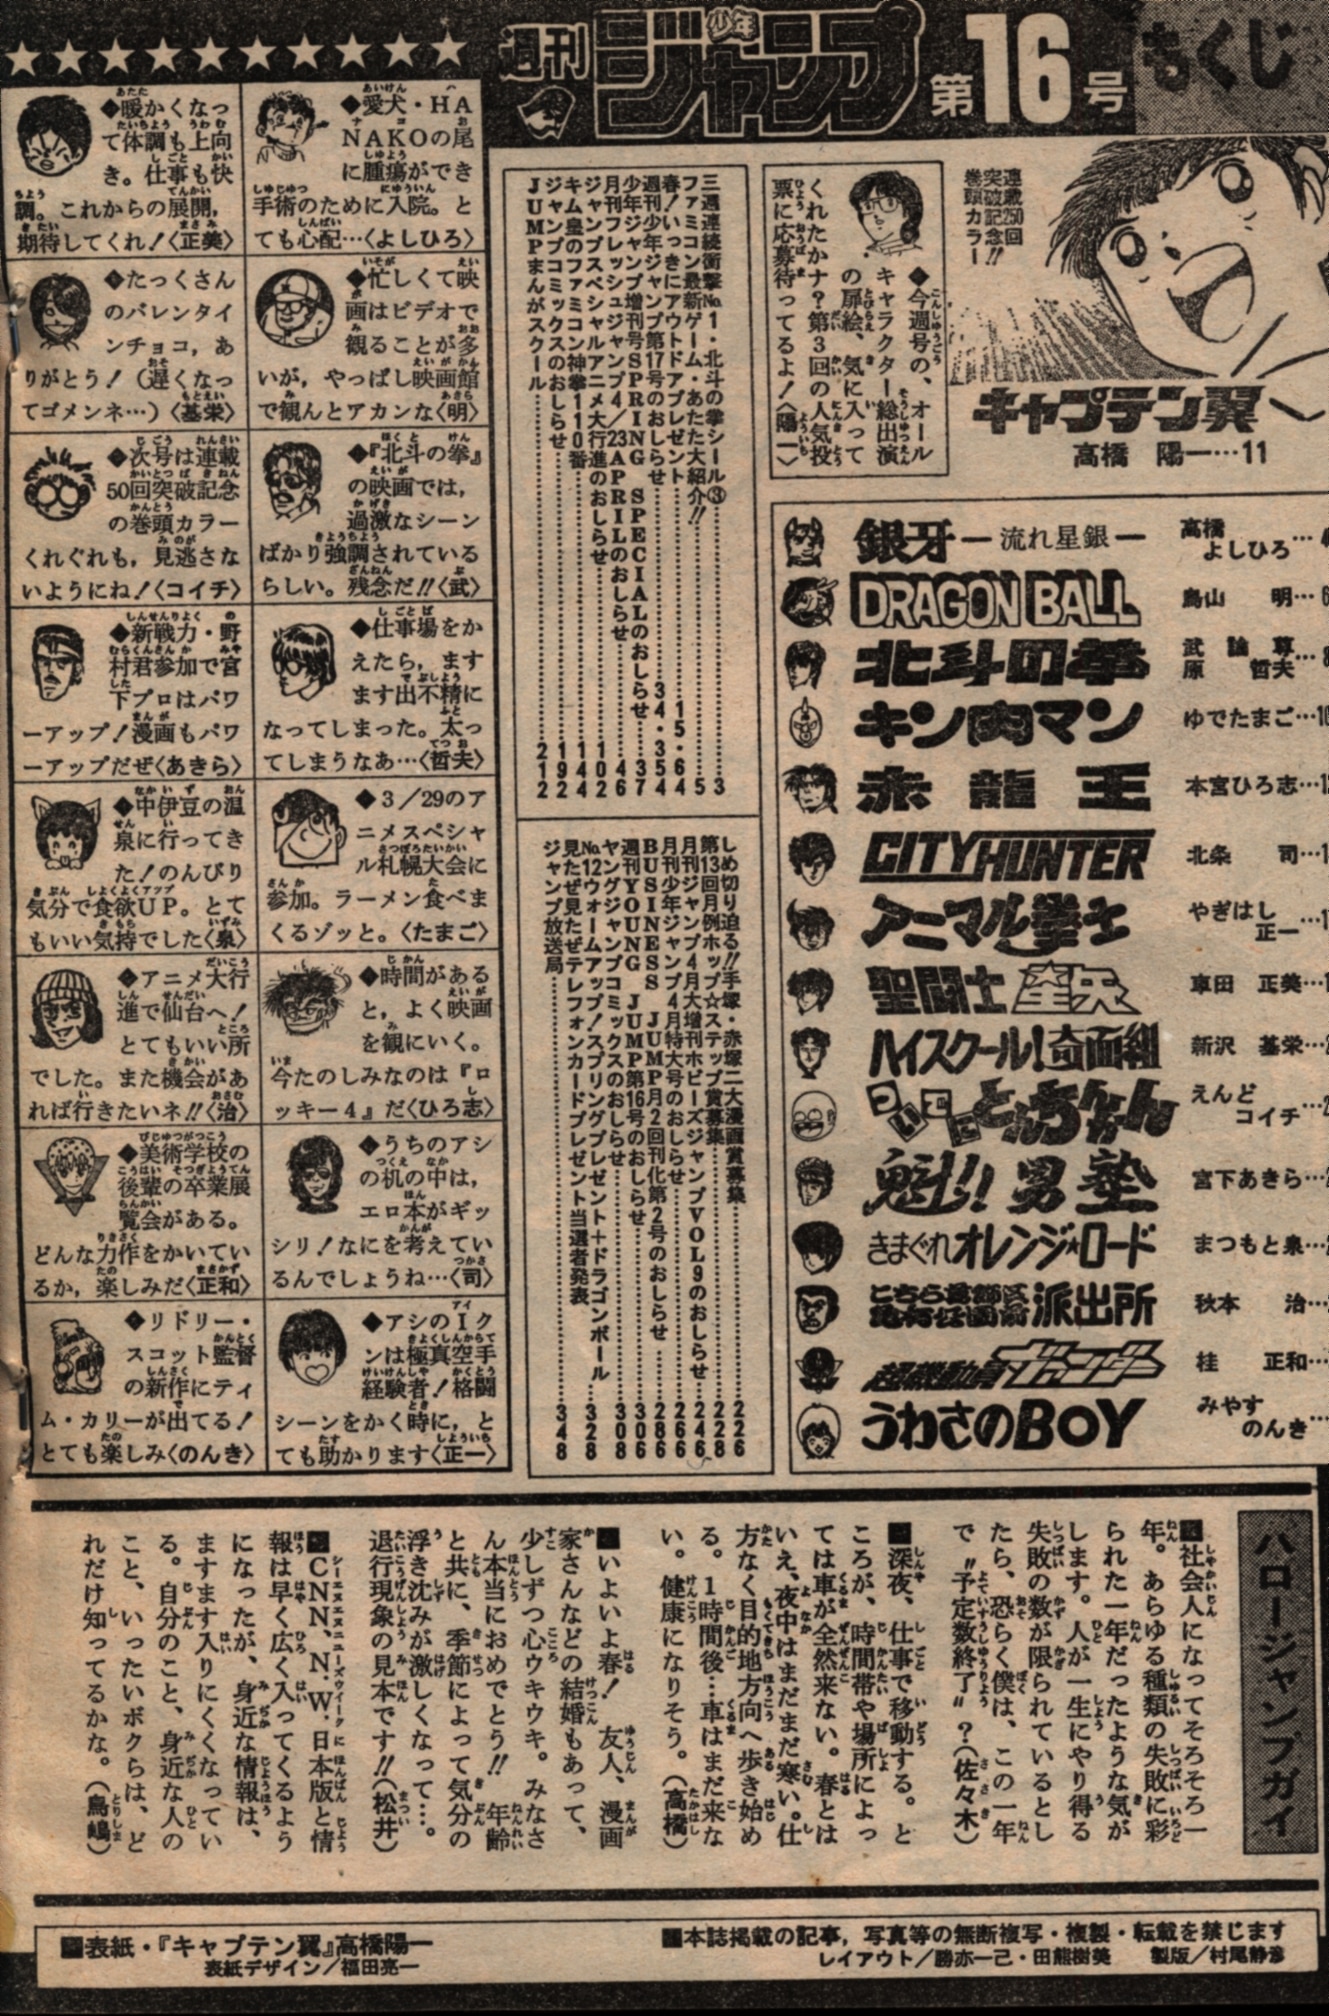 週刊少年ジャンプ 第16号 もくじ
連載250回
突破記念!!
巻頭カラー
キャプテン翼
高橋 陽一…11
◆今週号の、オール
キャラクター総出演
の扉絵、気に入って
くれたかナ?第3回の人気投
票に応募待ってるよ!〈陽一〉
銀牙―流れ星銀― 高橋よしひろ…
DRAGON BALL 鳥山 明…
北斗の拳 武論尊 原哲夫…
キン肉マン ゆでたまご…
赤龍王 本宮ひろ志…
CITY HUNTER 北条 司…
アニマル拳士 やぎはし正一…
聖闘士星矢 車田 正美…
ハイスクール!奇面組 新沢 基栄…
ついでにとんちんかん えんどコイチ…
魁!!男塾 宮下あきら…
きまぐれオレンジ★ロード まつもと泉…
こちら葛飾区亀有公園前派出所 秋本 治…
超機動員ヴァンダー 桂 正和…
うわさのBOY みやすのんき…
三週連続衝撃No.1・北斗の拳シール③……3
ファミコン最新ゲーム・あたた大紹介!!……5
春!いっきにアウトドアプレゼント……15・64
週刊少年ジャンプ第17号のおしらせ……34・354
少年ジャンプ増刊号SPRING SPECIALのおしらせ……37
月刊フレッシュジャンプ4/23APRILのおしらせ……46
ジャンプスペシャルアニメ大行進のおしらせ……102
キム皇のファミコン神拳110番……144
ジャンプコミックスのおしらせ……192
JUMPまんがスクール……212
しめ切り迫る!!手塚・赤塚二大漫画賞募集……226
第13回月例ホップ☆ステップ賞募集……228
月刊ジャンプ4月大増刊ホビーズジャンプVOL9のおしらせ……246
月刊少年ジャンプ4月特大号のおしらせ……266
BUSINESS JUMP月2回刊化第2号のおしらせ……286
週刊YOUNG JUMP第16号のおしらせ……306
ヤングジャンプコミックスのおしらせ……308
No.12ウォームアップ!スプリングプレゼント+ドラゴンボール……328
見たぜ見たぜテレフォンカードプレゼント当選者発表
ジャンプ放送局……348
◆愛犬・HA
NAKOの尾
に腫瘍ができ
手術のために入院。と
ても心配…〈よしひろ〉
◆暖かくなっ
て体調も上向
き。仕事も快
調。これからの展開,
期待してくれ!〈正美〉
◆忙しくて映
画はビデオで
観ることが多
いが,やっぱし映画館
で観んとアカンな〈明〉
◆たっくさん
のバレンタイ
ンチョコ,あ
りがとう!(遅くなっ
てゴメンネ…)〈基栄〉
◆『北斗の拳』
の映画では,
過激なシーン
ばかり強調されている
らしい。残念だ!!〈武〉
◆次号は連載
50回突破記念
の巻頭カラー
くれぐれも,見逃さな
いようにね!〈コイチ〉
◆仕事場をか
えたら,ます
ます出不精に
なってしまった。太っ
てしまうなあ…〈哲夫〉
◆新戦力・野
村君参加で宮
下プロはパワ
ーアップ!漫画もパワ
ーアップだぜ〈あきら〉
◆3/29のア
ニメスペシャ
ル札幌大会に
参加。ラーメン食べま
くるゾッと。〈たまご〉
◆中伊豆の温
泉に行ってき
た!のんびり
気分で食欲UP。とて
もいい気持でした〈泉〉
◆時間がある
と,よく映画
を観にいく。
今たのしみなのは『ロ
ッキー4』だ〈ひろ志〉
◆アニメ大行
進で仙台へ!
とてもいい所
でした。また機会があ
れば行きたいネ!!〈治〉
◆うちのアシ
の机の中は,
エロ本がギッ
シリ!なにを考えてい
るんでしょうね…〈司〉
◆美術学校の
後輩の卒業展
覧会がある。
どんな力作をかいてい
るか,楽しみだ〈正和〉
◆アシのIク
ンは極真空手
経験者!格闘
シーンをかく時に,と
ても助かります〈正一〉
◆リドリー・
スコット監督
の新作にティ
ム・カリーが出てる!
とても楽しみ〈のんき〉
ハロージャンプガイ
■社会人になってそろそろ一
年。あらゆる種類の失敗に彩
られた一年だったような気が
します。人が一生にやり得る
失敗の数が限られているとし
たら、恐らく僕は、この一年
で〝予定数終了〟?(佐々木)
■深夜、仕事で移動する。と
ころが、時間帯や場所によっ
ては車が全然来ない。春とは
いえ、夜中はまだまだ寒い。仕
方なく目的地方向へ歩き始め
る。1時間後…車はまだ来な
い。健康になりそう。(高橋)
■いよいよ春! 友人、漫画
家さんなどの結婚もあって、
少しずつ心ウキウキ。みなさ
ん本当におめでとう!! 年齢
と共に、季節によって気分の
浮き沈みが激しくなって…。
退行現象の見本です!!(松井)
■CNN、N・W・日本版と情
報は早く広く入ってくるよう
になったが、身近な情報は、
ますます入りにくくなってい
る。自分のこと、身近な人の
こと、いったいボクらは、ど
れだけ知ってるかな。(鳥嶋)
■本誌掲載の記事,写真等の無断複写・複製・転載を禁じます
レイアウト/勝亦一己・田熊樹美 製版/村尾静彦
■表紙・『キャプテン翼』高橋陽一
表紙デザイン/福田亮一